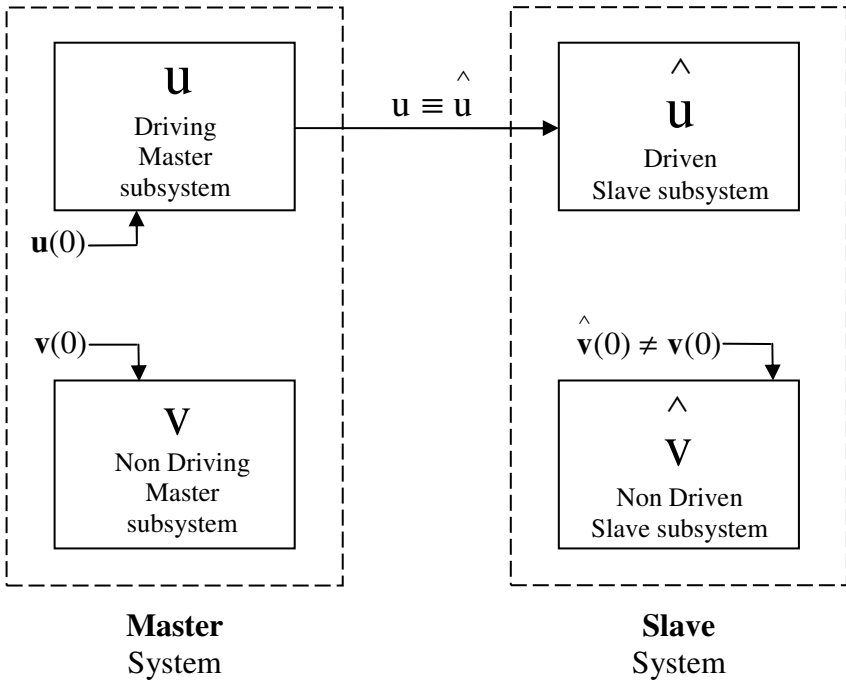 u
Driving
Master
subsystem
u(0)
v(0)
v
Non Driving
Master
subsystem
Master
System
u ≡ û
û
Driven
Slave subsystem
v̂(0) ≠ v(0)
v̂
Non Driven
Slave subsystem
Slave
System